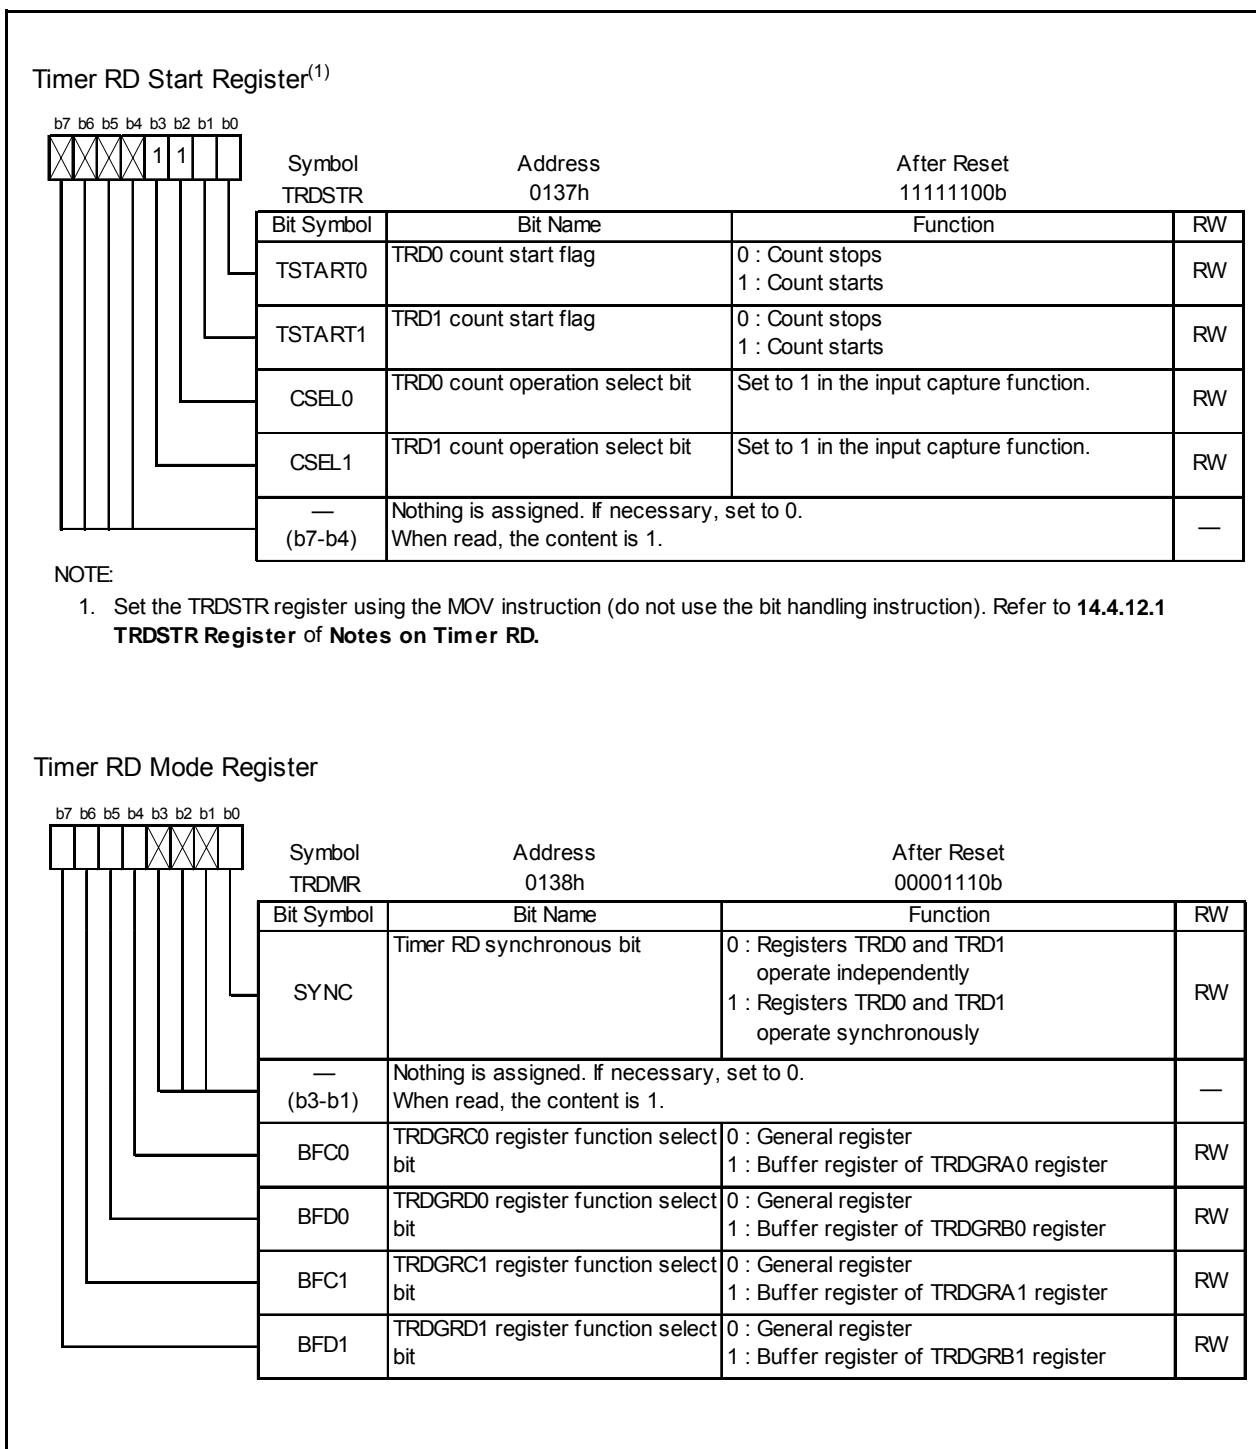 Timer RD Start Register(1)
b7 b6 b5 b4 b3 b2 b1 b0
1 1
Symbol Address After Reset
TRDSTR 0137h 11111100b
Bit Symbol Bit Name Function RW
TSTART0 TRD0 count start flag 0 : Count stops RW
1 : Count starts
TSTART1 TRD1 count start flag 0 : Count stops RW
1 : Count starts
CSEL0 TRD0 count operation select bit Set to 1 in the input capture function. RW
CSEL1 TRD1 count operation select bit Set to 1 in the input capture function. RW
— Nothing is assigned. If necessary, set to 0. —
(b7-b4) When read, the content is 1.
NOTE:
1. Set the TRDSTR register using the MOV instruction (do not use the bit handling instruction). Refer to 14.4.12.1
TRDSTR Register of Notes on Timer RD.
Timer RD Mode Register
b7 b6 b5 b4 b3 b2 b1 b0
Symbol Address After Reset
TRDMR 0138h 00001110b
Bit Symbol Bit Name Function RW
SYNC Timer RD synchronous bit 0 : Registers TRD0 and TRD1 RW
operate independently
1 : Registers TRD0 and TRD1
operate synchronously
— Nothing is assigned. If necessary, set to 0. —
(b3-b1) When read, the content is 1.
BFC0 TRDGRC0 register function select 0 : General register RW
bit 1 : Buffer register of TRDGRA0 register
BFD0 TRDGRD0 register function select 0 : General register RW
bit 1 : Buffer register of TRDGRB0 register
BFC1 TRDGRC1 register function select 0 : General register RW
bit 1 : Buffer register of TRDGRA1 register
BFD1 TRDGRD1 register function select 0 : General register RW
bit 1 : Buffer register of TRDGRB1 register